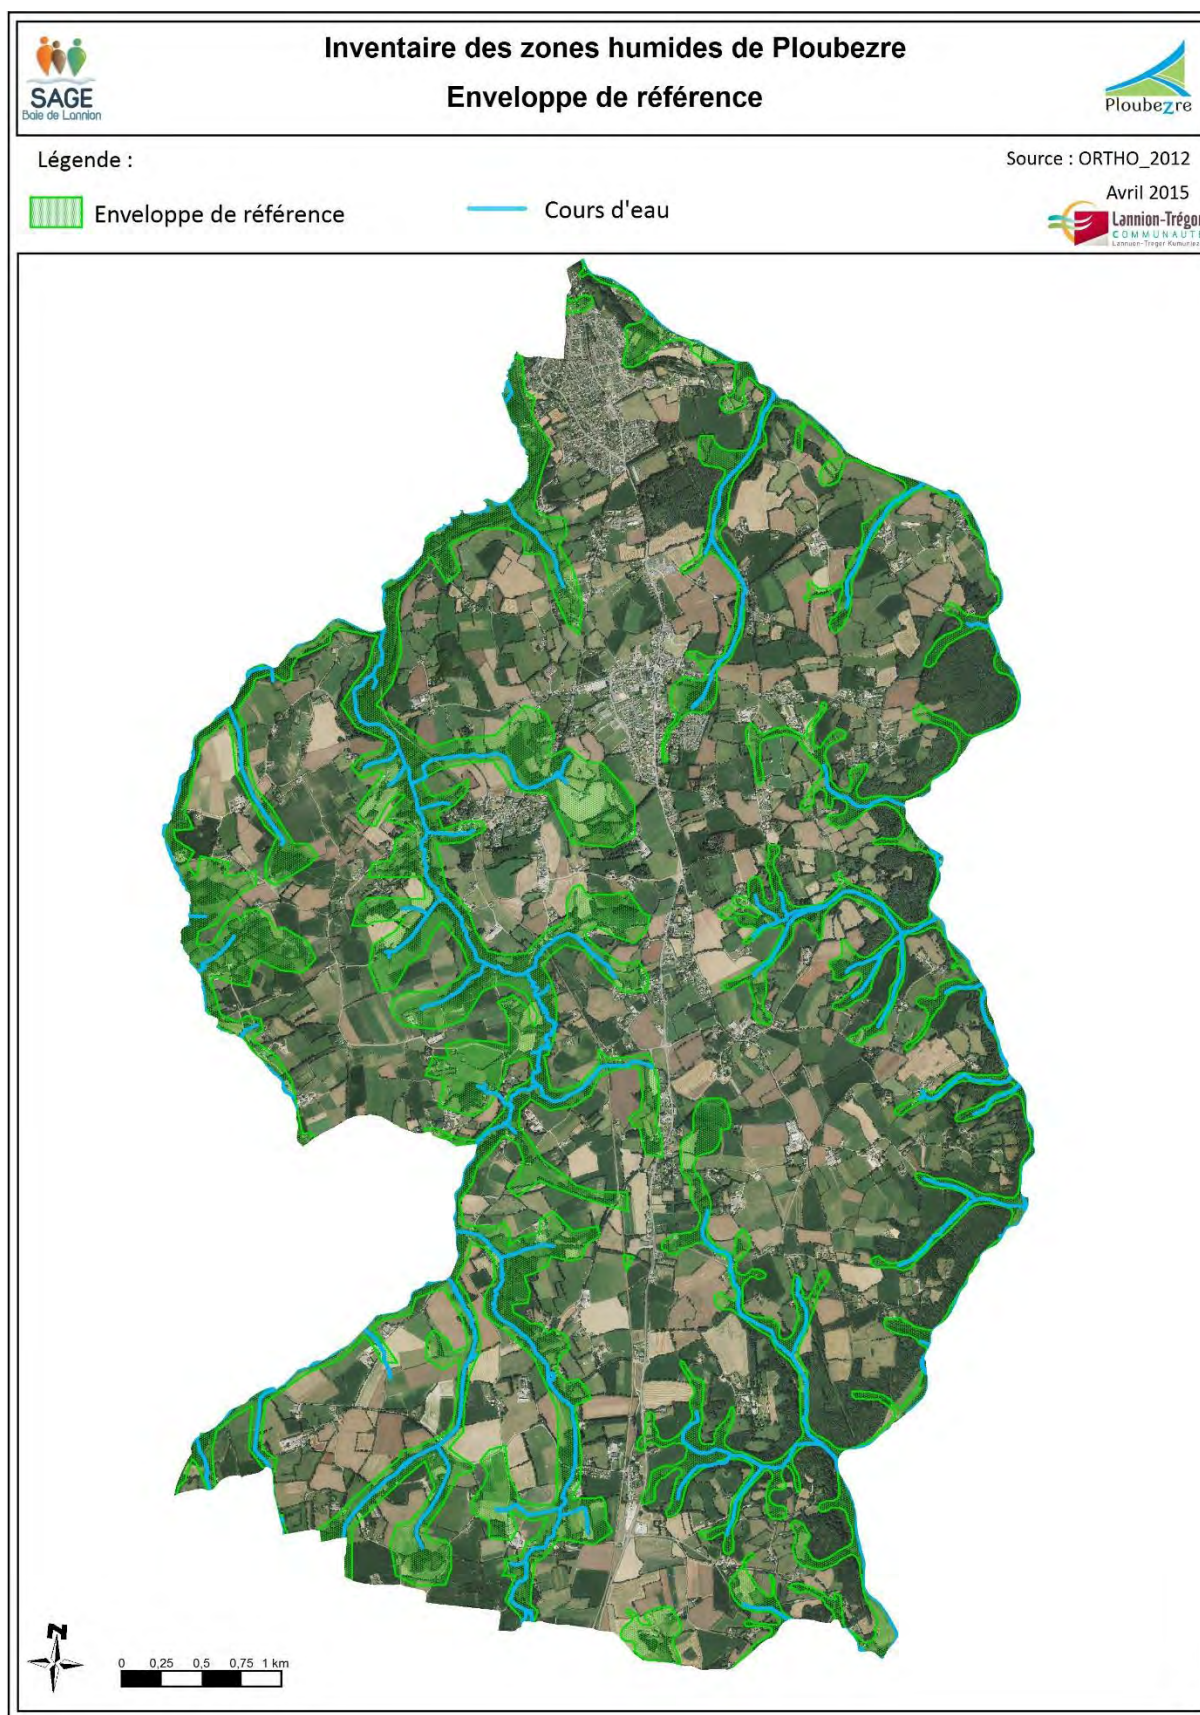 Inventaire des zones humides de Ploubezre
Enveloppe de référence
SAGE
Baie de Lannion
Ploubezre
Légende :
Source : ORTHO_2012
Avril 2015
Enveloppe de référence
Cours d'eau
Lannion-Trégor
COMMUNAUTÉ
N
0 0,25 0,5 0,75 1 km